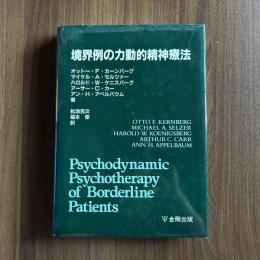 境界例の力動的精神療法
オットー・F・カーンバーグ
マイケル・A・セルツァー
ハロルド・W・ケニスバーグ
アーサー・C・カー
アン・H・アペルバウム
著
松浪克文
福本 修
訳
OTTO F. KERNBERG
MICHAEL A. SELZER
HAROLD W. KOENIGSBERG
ARTHUR C. CARR
ANN H. APPELBAUM
Psychodynamic
Psychotherapy
of Borderline
Patients
金剛出版